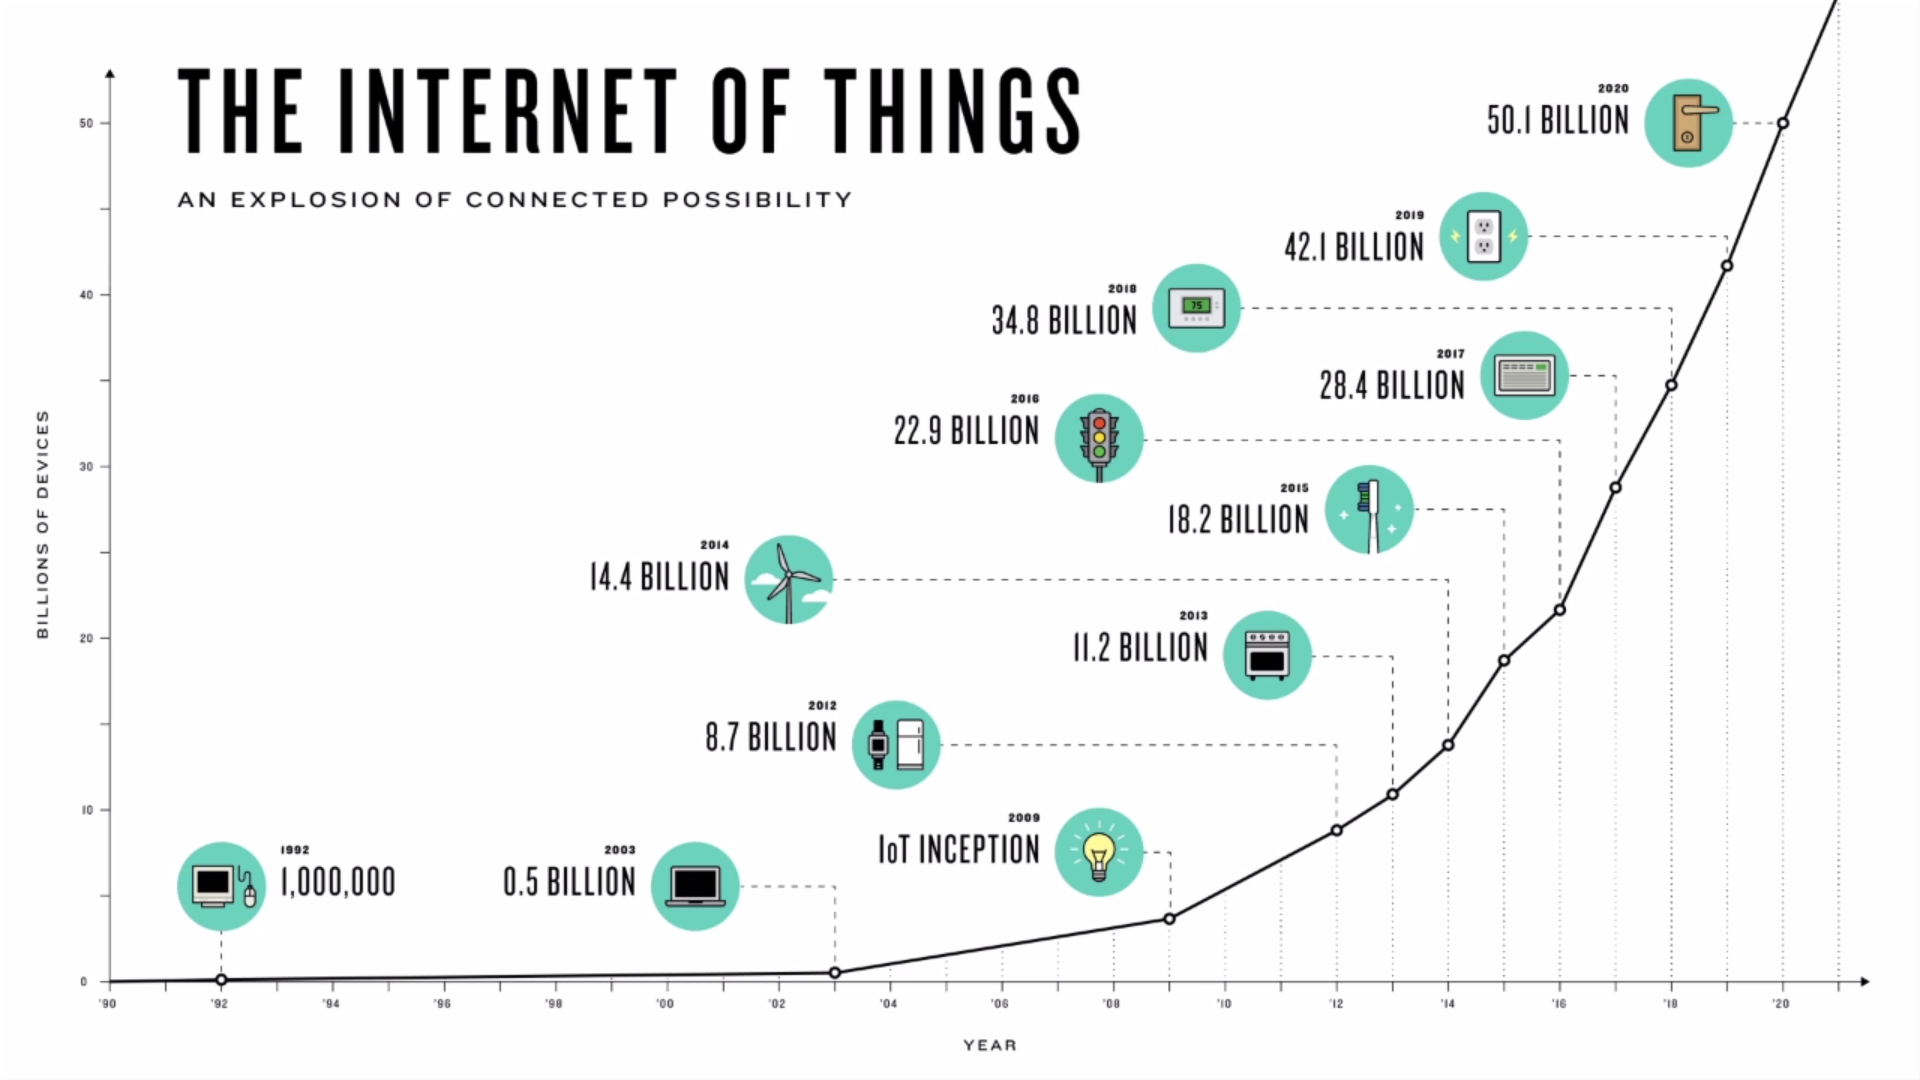 THE INTERNET OF THINGS
AN EXPLOSION OF CONNECTED POSSIBILITY
BILLIONS OF DEVICES
50
40
30
20
10
0
2020
50.1 BILLION
2019
42.1 BILLION
2018
34.8 BILLION
75
2017
28.4 BILLION
2016
22.9 BILLION
2015
18.2 BILLION
2014
14.4 BILLION
2013
11.2 BILLION
2012
8.7 BILLION
2009
IoT INCEPTION
2003
0.5 BILLION
1992
1,000,000
'90 '92 '94 '96 '98 '00 '02 '04 '06 '08 '10 '12 '14 '16 '18 '20
YEAR